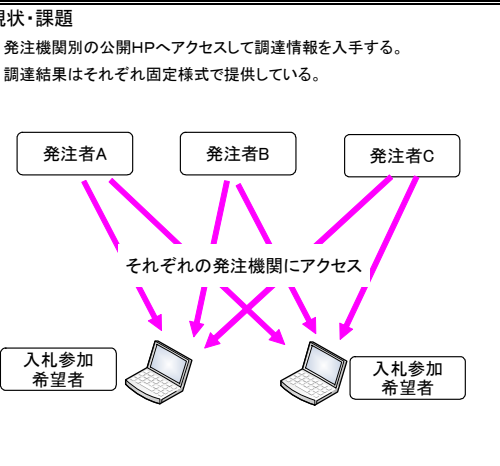 現状・課題
発注機関別の公開HPへアクセスして調達情報を入手する。
調達結果はそれぞれ固定様式で提供している。
発注者A
発注者B
発注者C
それぞれの発注機関にアクセス
入札参加
希望者
入札参加
希望者